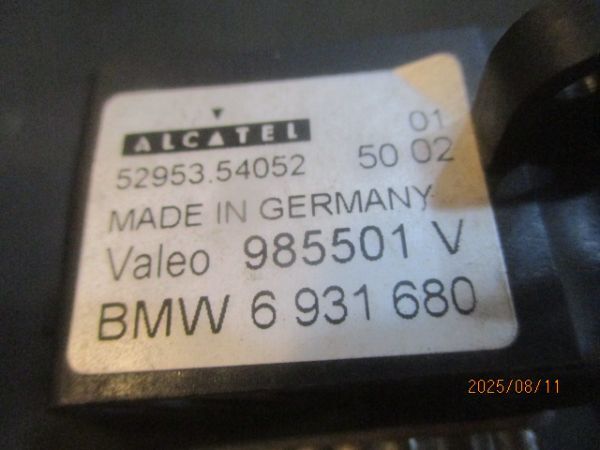 ALCATEL 01
52953.54052 50 02
MADE IN GERMANY
Valeo 985501 V
BMW 6 931 680
2025/08/11